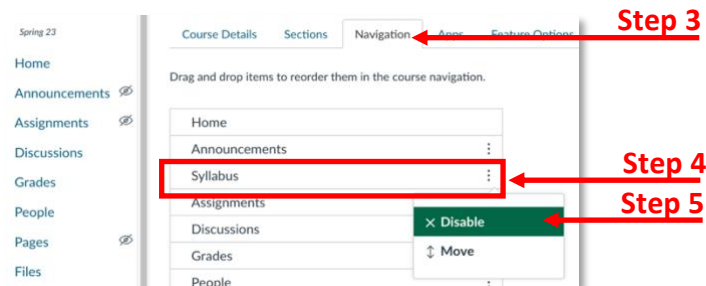 Spring 23
Home
Announcements
Assignments
Discussions
Grades
People
Pages
Files
Course Details Sections Navigation Apps Feature Options
Step 3
Drag and drop items to reorder them in the course navigation.
Home
Announcements
Syllabus
Step 4
Assignments
Discussions
Grades
People
Step 5
Disable
Move